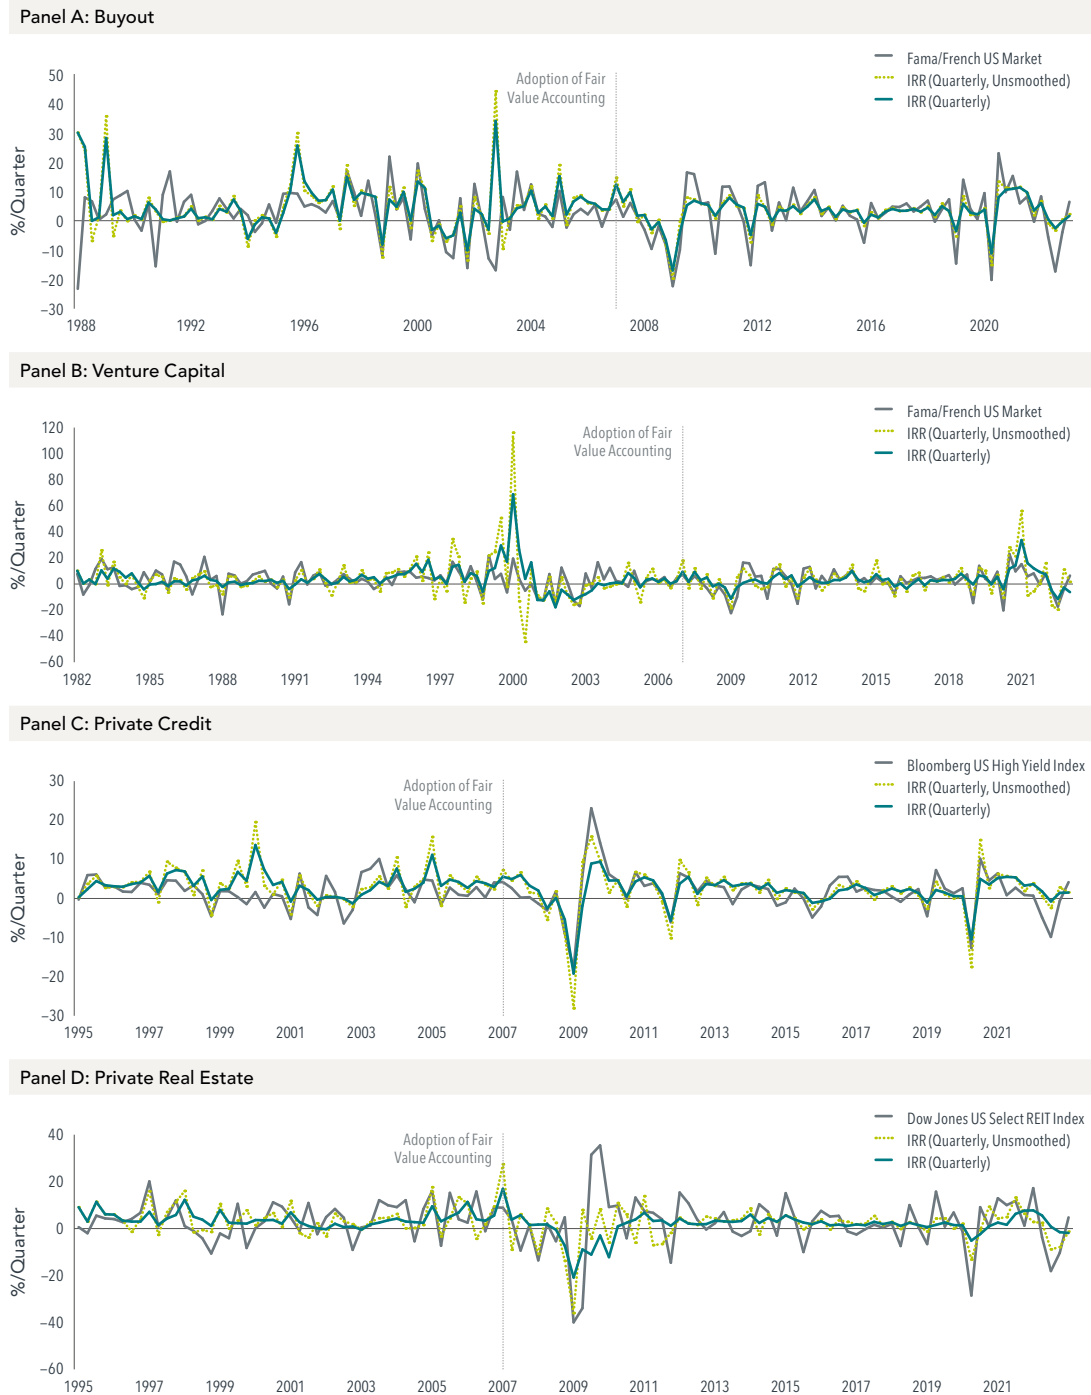 Panel A: Buyout
Fama/French US Market
IRR (Quarterly, Unsmoothed)
IRR (Quarterly)
Adoption of Fair
Value Accounting
%/Quarter
50
40
30
20
10
0
−10
−20
−30
1988 1992 1996 2000 2004 2008 2012 2016 2020
Panel B: Venture Capital
Fama/French US Market
IRR (Quarterly, Unsmoothed)
IRR (Quarterly)
Adoption of Fair
Value Accounting
%/Quarter
120
100
80
60
40
20
0
−20
−40
−60
1982 1985 1988 1991 1994 1997 2000 2003 2006 2009 2012 2015 2018 2021
Panel C: Private Credit
Bloomberg US High Yield Index
IRR (Quarterly, Unsmoothed)
IRR (Quarterly)
Adoption of Fair
Value Accounting
%/Quarter
30
20
10
0
−10
−20
−30
1995 1997 1999 2001 2003 2005 2007 2009 2011 2013 2015 2017 2019 2021
Panel D: Private Real Estate
Dow Jones US Select REIT Index
IRR (Quarterly, Unsmoothed)
IRR (Quarterly)
Adoption of Fair
Value Accounting
%/Quarter
40
20
0
−20
−40
−60
1995 1997 1999 2001 2003 2005 2007 2009 2011 2013 2015 2017 2019 2021